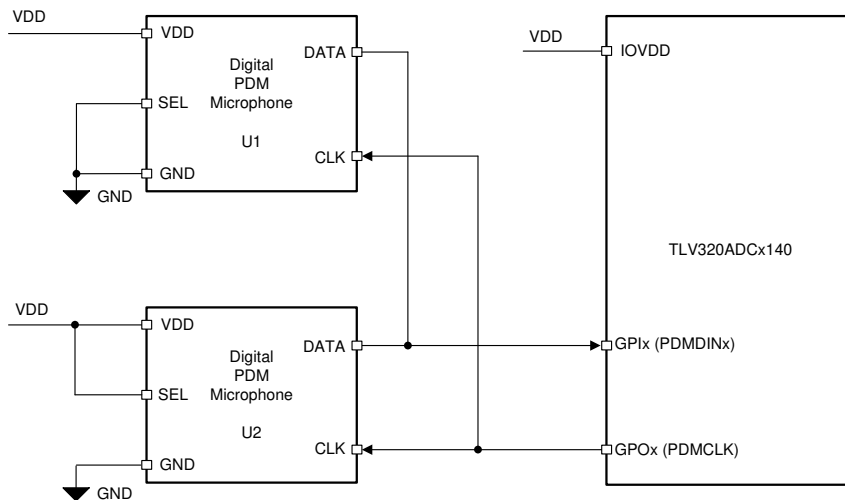 VDD
VDD
SEL
GND
GND
Digital
PDM
Microphone
U1
DATA
CLK
VDD
IOVDD
TLV320ADCx140
GPIx (PDMDINx)
GPOx (PDMCLK)
VDD
VDD
SEL
GND
GND
Digital
PDM
Microphone
U2
DATA
CLK